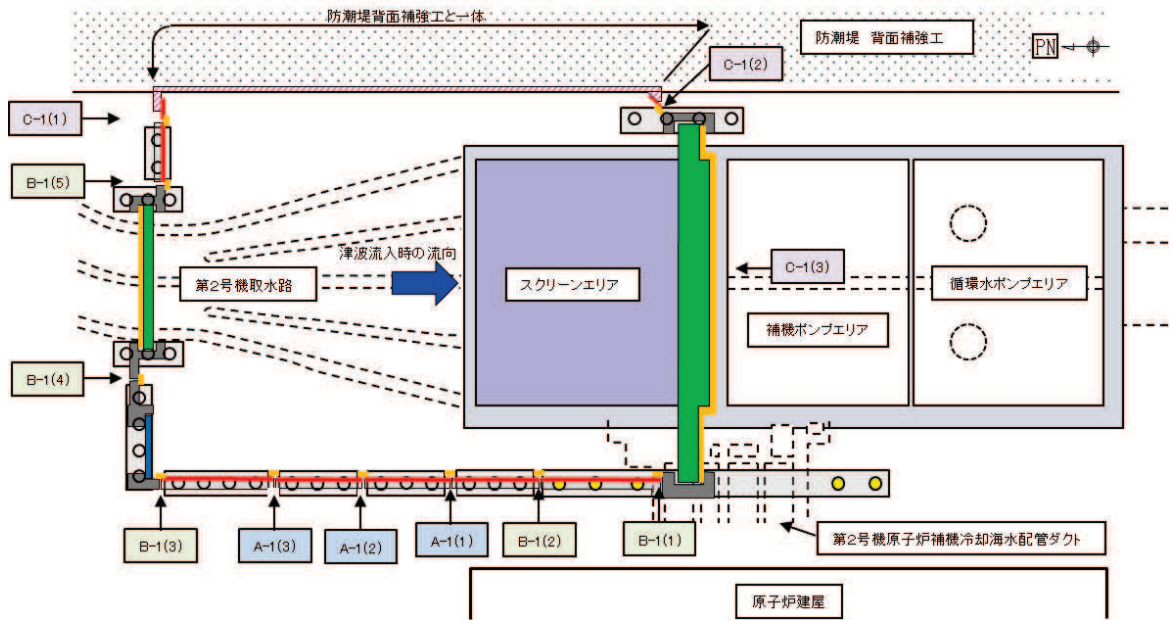 防潮堤背面補強工と一体
防潮堤 背面補強工
PN
C-1(2)
C-1(1)
B-1(5)
津波流入時の流向
第2号機取水路
スクリーンエリア
C-1(3)
循環水ポンプエリア
補機ポンプエリア
B-1(4)
B-1(3)
A-1(3)
A-1(2)
A-1(1)
B-1(2)
B-1(1)
第2号機原子炉補機冷却海水配管ダクト
原子炉建屋